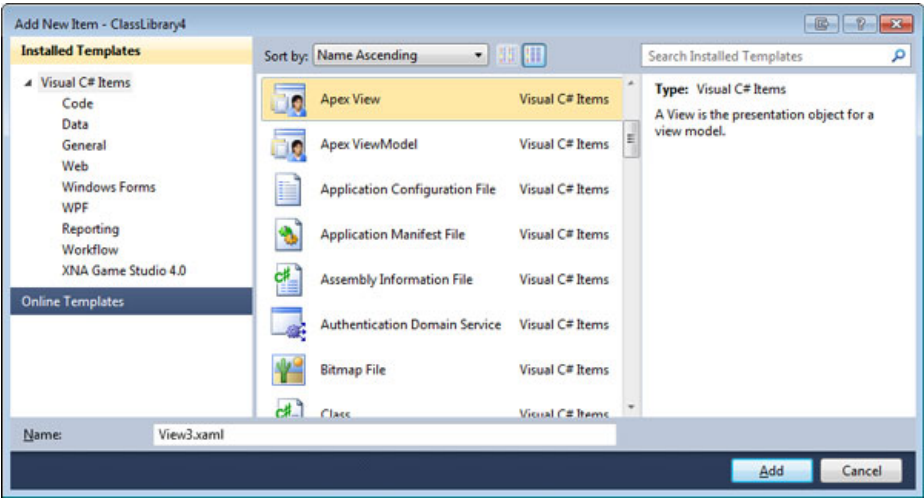 Add New Item - ClassLibrary4
Installed Templates
Visual C# Items
Code
Data
General
Web
Windows Forms
WPF
Reporting
Workflow
XNA Game Studio 4.0
Online Templates
Sort by: Name Ascending
Apex View Visual C# Items
Apex ViewModel Visual C# Items
Application Configuration File Visual C# Items
Application Manifest File Visual C# Items
Assembly Information File Visual C# Items
Authentication Domain Service Visual C# Items
Bitmap File Visual C# Items
Class Visual C# Items
Search Installed Templates
Type: Visual C# Items
A View is the presentation object for a
view model.
Name: View3.xaml
Add Cancel